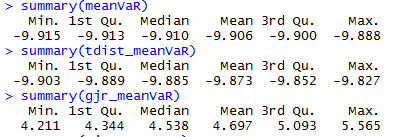 > summary(meanVaR)
Min. 1st Qu. Median Mean 3rd Qu. Max.
-9.915 -9.913 -9.910 -9.906 -9.900 -9.888
> summary(tdist_meanVaR)
Min. 1st Qu. Median Mean 3rd Qu. Max.
-9.903 -9.889 -9.885 -9.873 -9.852 -9.827
> summary(gjr_meanVaR)
Min. 1st Qu. Median Mean 3rd Qu. Max.
4.211 4.344 4.538 4.697 5.093 5.565